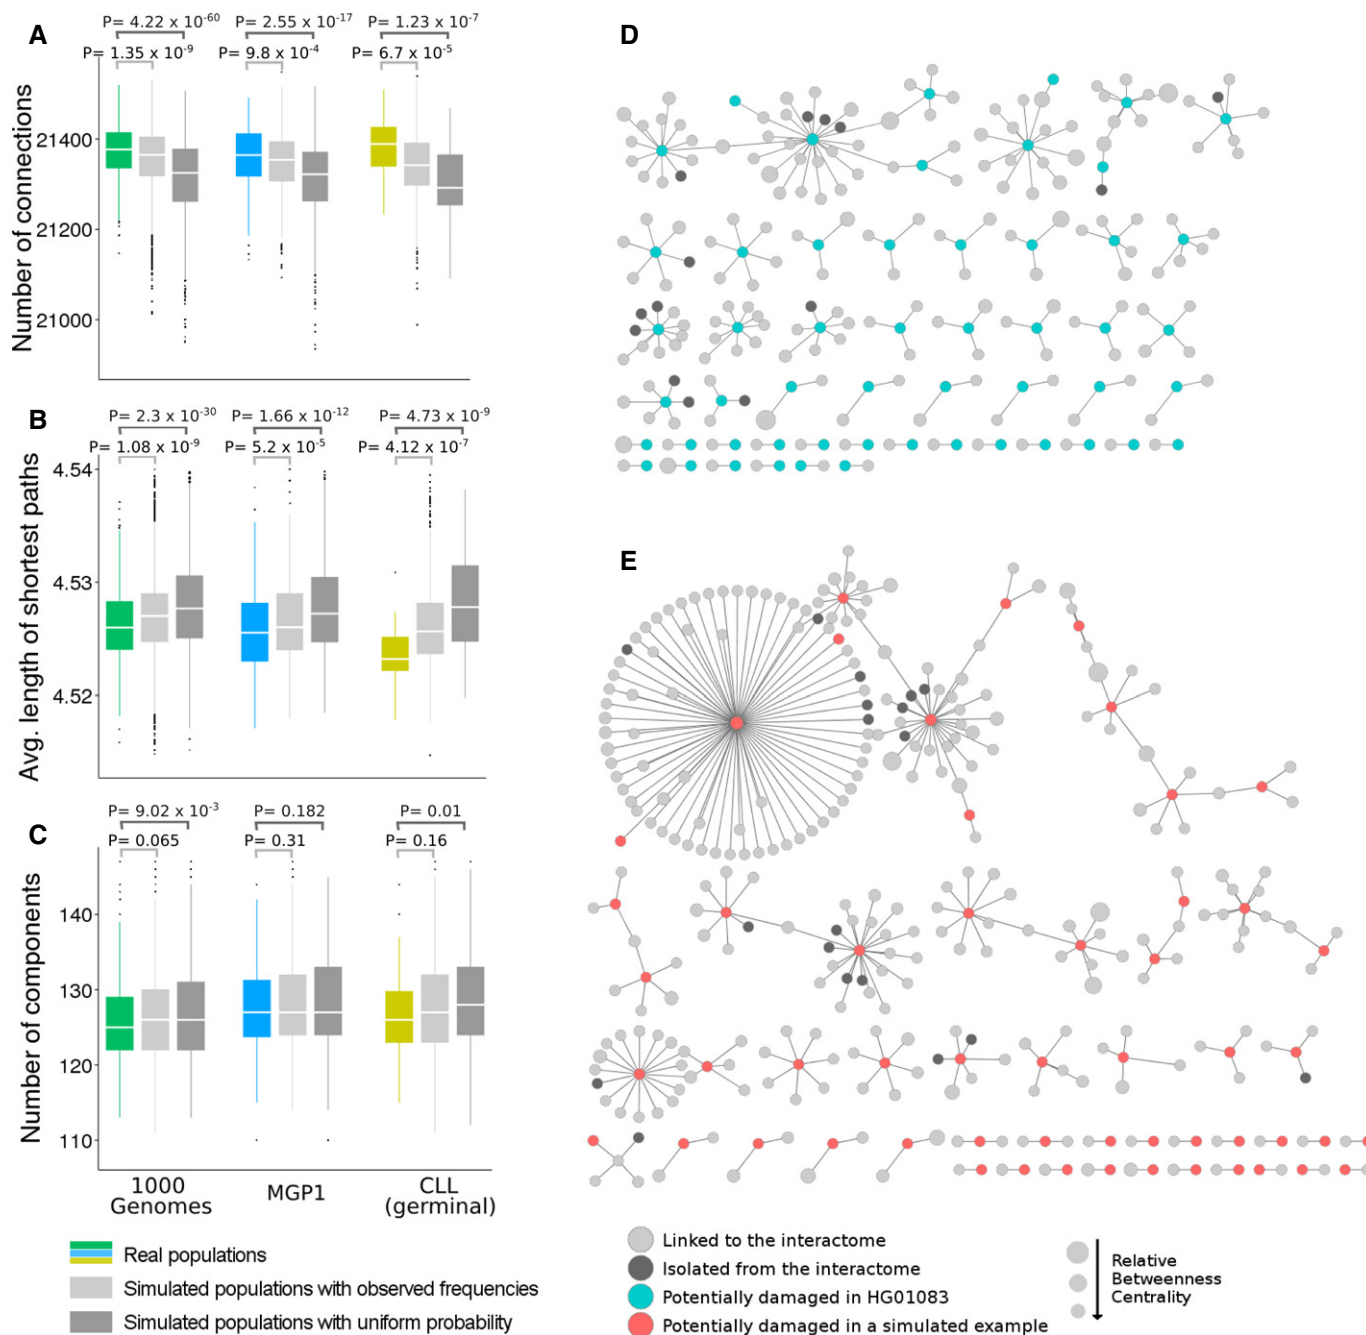 A
P= 4.22 x 10-60
P= 2.55 x 10-17
P= 1.23 x 10-7
P= 1.35 x 10-9
P= 9.8 x 10-4
P= 6.7 x 10-5
Number of connections
21400
21200
21000
B
P= 2.3 x 10-30
P= 1.66 x 10-12
P= 4.73 x 10-9
P= 1.08 x 10-9
P= 5.2 x 10-5
P= 4.12 x 10-7
Avg. length of shortest paths
4.54
4.53
4.52
C
P= 9.02 x 10-3
P= 0.182
P= 0.01
P= 0.065
P= 0.31
P= 0.16
Number of components
140
130
120
110
1000
Genomes
MGP1
CLL
(germinal)
Real populations
Simulated populations with observed frequencies
Simulated populations with uniform probability
D
E
Linked to the interactome
Isolated from the interactome
Potentially damaged in HG01083
Potentially damaged in a simulated example
Relative
Betweenness
Centrality